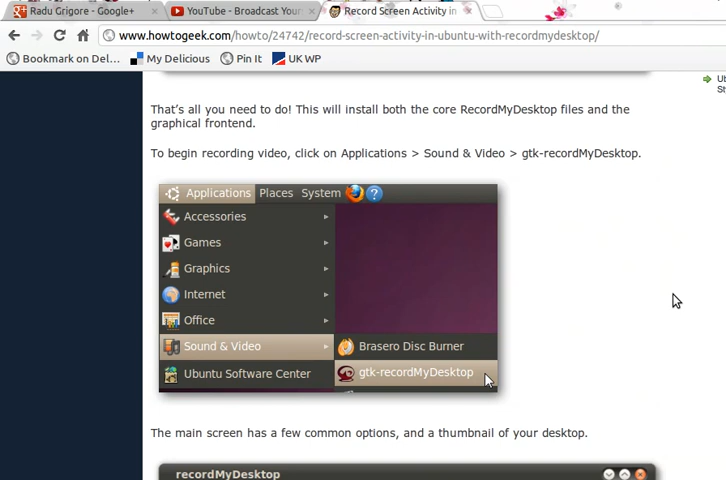 Radu Grigore - Google+
YouTube - Broadcast Your
Record Screen Activity in
www.howtogeek.com/howto/24742/record-screen-activity-in-ubuntu-with-recordmydesktop/
Bookmark on Del...
My Delicious
Pin It
UK WP
Ut
St
That's all you need to do! This will install both the core RecordMyDesktop files and the
graphical frontend.
To begin recording video, click on Applications > Sound & Video > gtk-recordMyDesktop.
Applications Places System
Accessories
Games
Graphics
Internet
Office
Sound & Video
Brasero Disc Burner
Ubuntu Software Center
gtk-recordMyDesktop
The main screen has a few common options, and a thumbnail of your desktop.
recordMyDesktop